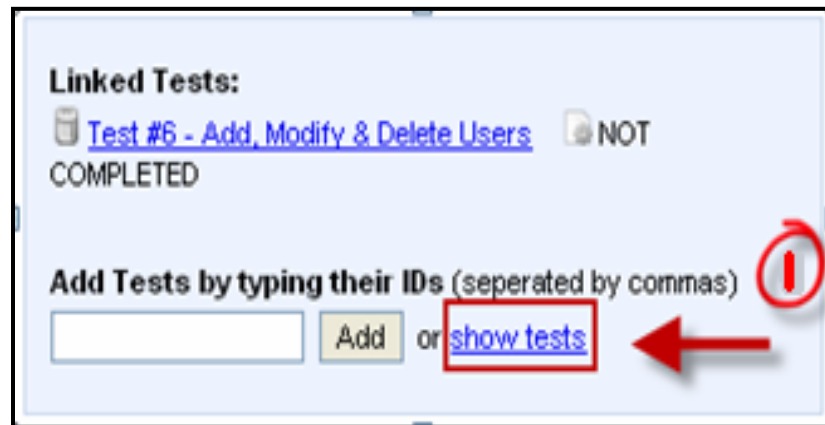 Linked Tests:
Test #6 - Add, Modify & Delete Users NOT
COMPLETED
Add Tests by typing their IDs (seperated by commas) 1
Add or show tests